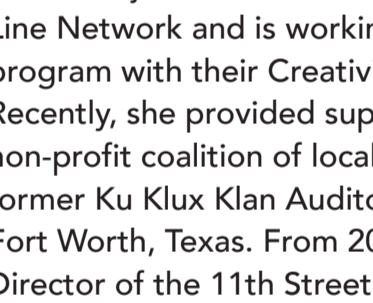 Line Network and is workin
program with their Creativ
Recently, she provided sup
non-profit coalition of local
former Ku Klux Klan Audito
Fort Worth, Texas. From 20
Director of the 11th Street